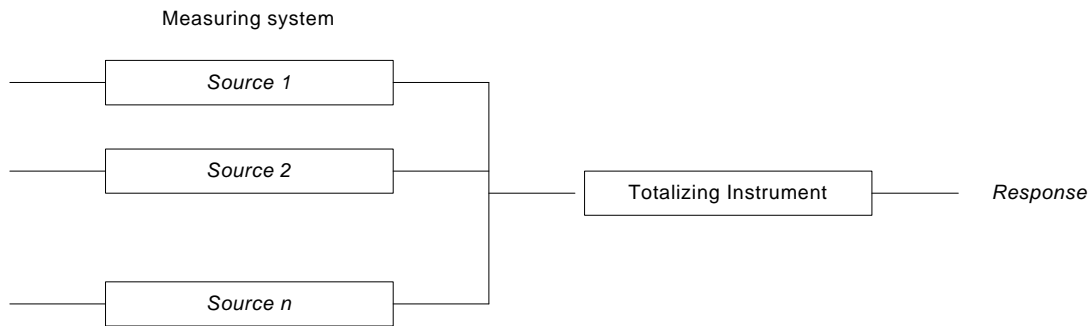 Measuring system
Source 1
Source 2
Totalizing Instrument
Response
Source n